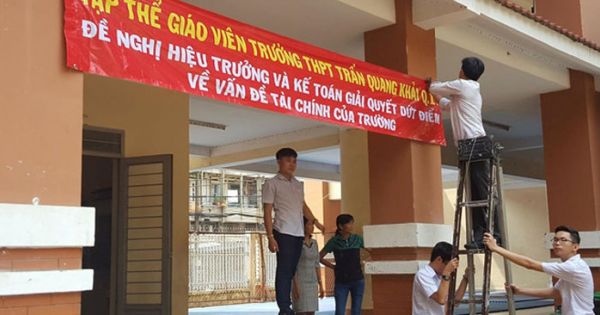 TẬP THỂ GIÁO VIÊN TRƯỜNG THPT TRẦN QUANG KHẢI Q.
ĐỀ NGHỊ HIỆU TRƯỞNG VÀ KẾ TOÁN GIẢI QUYẾT DỨT ĐIỂM
VỀ VẤN ĐỀ TÀI CHÍNH CỦA TRƯỜNG